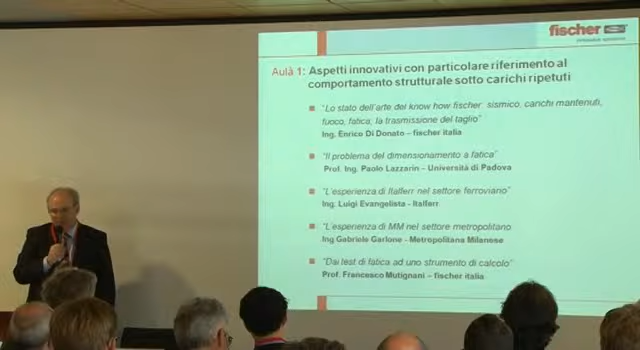 fischer
innovative solutions
Aula 1: Aspetti innovativi con particolare riferimento al
comportamento strutturale sotto carichi ripetuti
"Lo stato dell'arte del know how fischer: sismico, carichi mantenuti,
fuoco, fatica, la trasmissione del taglio"
Ing. Enrico Di Donato – fischer italia
"Il problema del dimensionamento a fatica"
Prof. Ing. Paolo Lazzarin – Università di Padova
"L'esperienza di Italferr nel settore ferroviario"
Ing. Luigi Evangelista - Italferr
"L'esperienza di MM nel settore metropolitano
Ing Gabriele Garlone - Metropolitana Milanese
"Dai test di fatica ad uno strumento di calcolo"
Prof. Francesco Mutignani – fischer italia